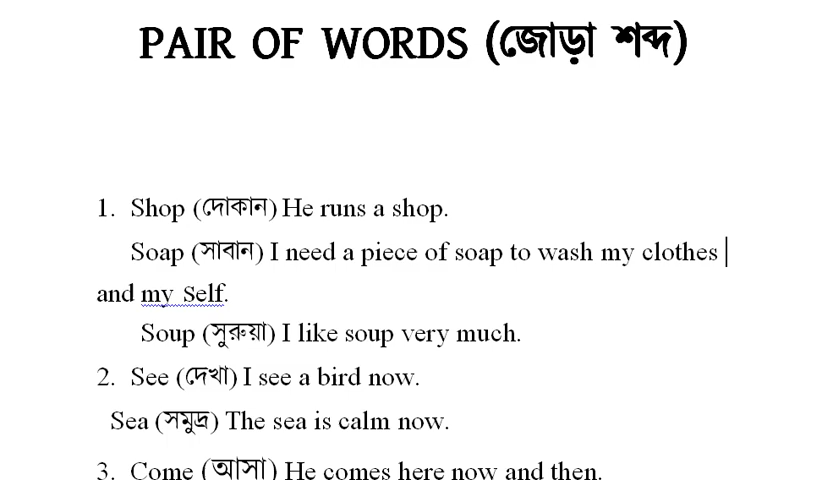 PAIR OF WORDS (জোড়া শব্দ)
1. Shop (দোকান) He runs a shop.
Soap (সাবান) I need a piece of soap to wash my clothes
and my Self.
Soup (সুরুয়া) I like soup very much.
2. See (দেখা) I see a bird now.
Sea (সমুদ্র) The sea is calm now.
3. Come (আসা) He comes here now and then.